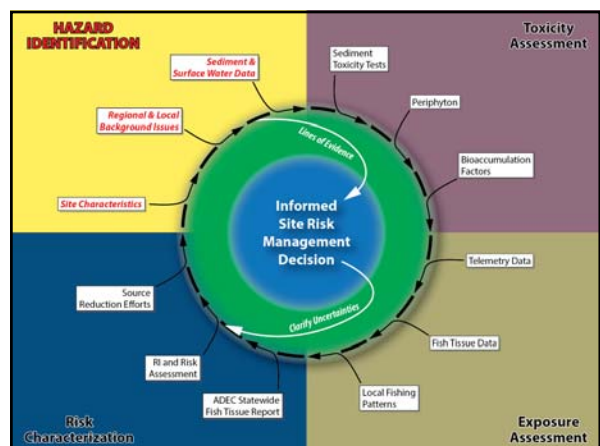 HAZARD
IDENTIFICATION
Toxicity
Assessment
Sediment &
Surface Water Data
Sediment
Toxicity Tests
Regional & Local
Background Issues
Periphyton
Lines of Evidence
Bioaccumulation
Factors
Site Characteristics
Informed
Site Risk
Management
Decision
Telemetry Data
Source
Reduction Efforts
Clarify Uncertainties
Fish Tissue Data
RI and Risk
Assessment
ADEC Statewide
Fish Tissue Report
Local Fishing
Patterns
Risk
Characterization
Exposure
Assessment